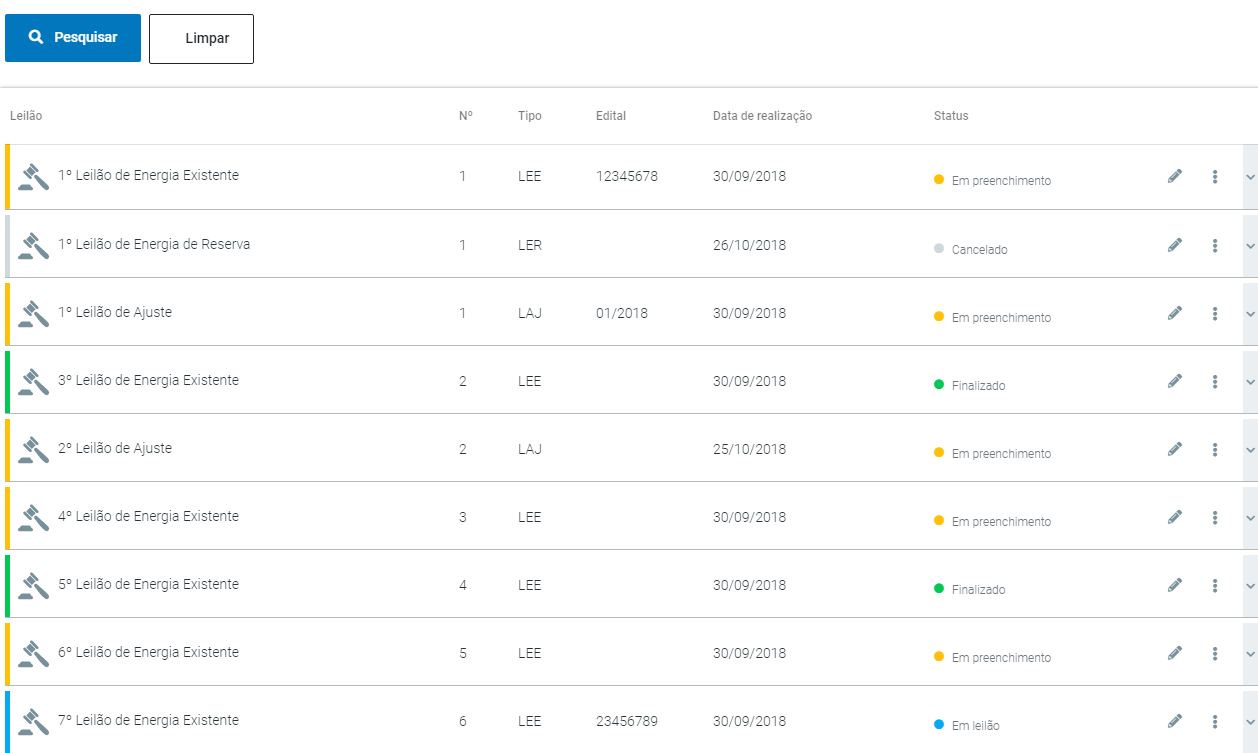 Pesquisar Limpar
Leilão Nº Tipo Edital Data de realização Status
1º Leilão de Energia Existente 1 LEE 12345678 30/09/2018 Em preenchimento
1º Leilão de Energia de Reserva 1 LER 26/10/2018 Cancelado
1º Leilão de Ajuste 1 LAJ 01/2018 30/09/2018 Em preenchimento
3º Leilão de Energia Existente 2 LEE 30/09/2018 Finalizado
2º Leilão de Ajuste 2 LAJ 25/10/2018 Em preenchimento
4º Leilão de Energia Existente 3 LEE 30/09/2018 Em preenchimento
5º Leilão de Energia Existente 4 LEE 30/09/2018 Finalizado
6º Leilão de Energia Existente 5 LEE 30/09/2018 Em preenchimento
7º Leilão de Energia Existente 6 LEE 23456789 30/09/2018 Em leilão